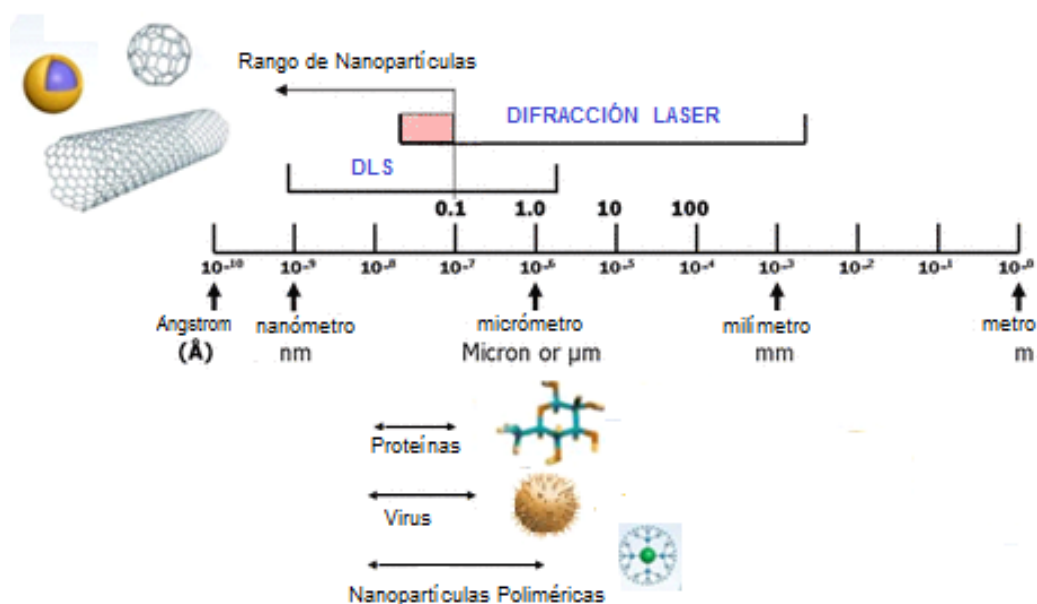 Rango de Nanopartículas
DIFRACCIÓN LASER
DLS
0.1 1.0 10 100
10⁻¹⁰ 10⁻⁹ 10⁻⁸ 10⁻⁷ 10⁻⁶ 10⁻⁵ 10⁻⁴ 10⁻³ 10⁻² 10⁻¹ 10⁻⁰
Angstrom nanómetro micrómetro milímetro metro
(Å) nm Micron or µm mm m
Proteínas
Virus
Nanopartículas Poliméricas